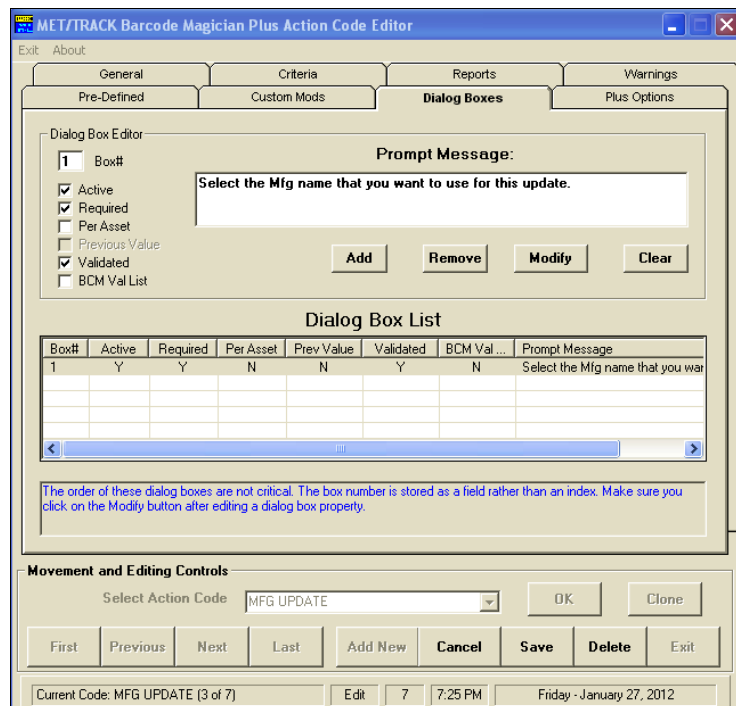 MET/TRACK Barcode Magician Plus Action Code Editor
Exit About
General Criteria Reports Warnings
Pre-Defined Custom Mods Dialog Boxes Plus Options
Dialog Box Editor
1 Box# Prompt Message:
Select the Mfg name that you want to use for this update.
Active
Required
Per Asset
Previous Value
Validated
BCM Val List
Add Remove Modify Clear
Dialog Box List
Box# Active Required Per Asset Prev Value Validated BCM Val ... Prompt Message
1 Y Y N N Y N Select the Mfg name that you war
The order of these dialog boxes are not critical. The box number is stored as a field rather than an index. Make sure you
click on the Modify button after editing a dialog box property.
Movement and Editing Controls
Select Action Code MFG UPDATE OK Clone
First Previous Next Last Add New Cancel Save Delete Exit
Current Code: MFG UPDATE (3 of 7) Edit 7 7:25 PM Friday - January 27, 2012